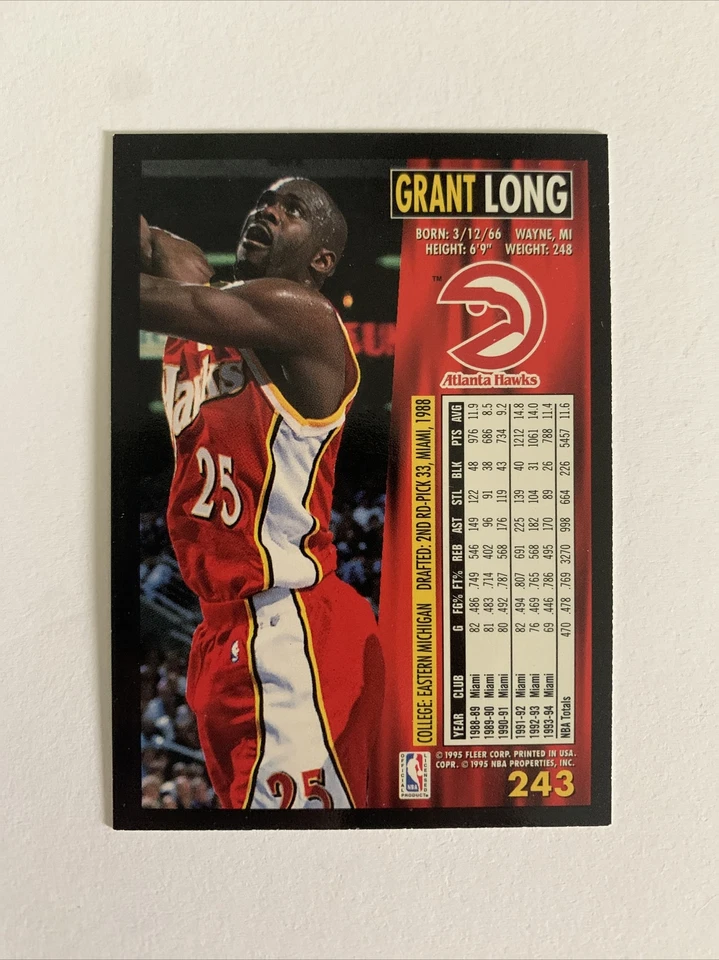 GRANT LONG
BORN: 3/12/66 WAYNE, MI
HEIGHT: 6'9" WEIGHT: 248
TM
Atlanta Hawks
Hawks
25
25
COLLEGE: EASTERN MICHIGAN DRAFTED: 2ND RD-PICK 33, MIAMI, 1988
YEAR CLUB G FG% FT% REB AST STL BLK PTS AVG
1988-89 Miami 82 .486 .749 546 149 122 48 976 11.9
1989-90 Miami 81 .483 .714 402 96 91 38 686 8.5
1990-91 Miami 80 .492 .787 568 176 119 43 734 9.2
1991-92 Miami 82 .494 .807 691 225 139 40 1212 14.8
1992-93 Miami 76 .469 .765 568 182 104 31 1061 14.0
1993-94 Miami 69 .446 .786 495 170 89 26 788 11.4
NBA Totals 470 .478 .769 3270 998 664 226 5457 11.6
OFFICIAL LICENSED
NBA
PRODUCT
© 1995 FLEER CORP. PRINTED IN USA.
COPR. © 1995 NBA PROPERTIES, INC.
243